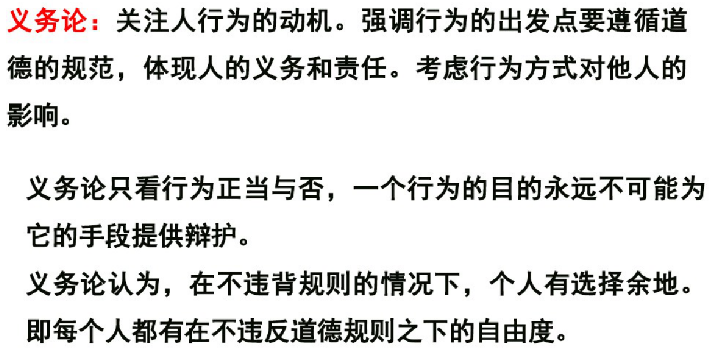 义务论：关注人行为的动机。强调行为的出发点要遵循道
德的规范，体现人的义务和责任。考虑行为方式对他人的
影响。
义务论只看行为正当与否，一个行为的目的永远不可能为
它的手段提供辩护。
义务论认为，在不违背规则的情况下，个人有选择余地。
即每个人都有在不违反道德规则之下的自由度。